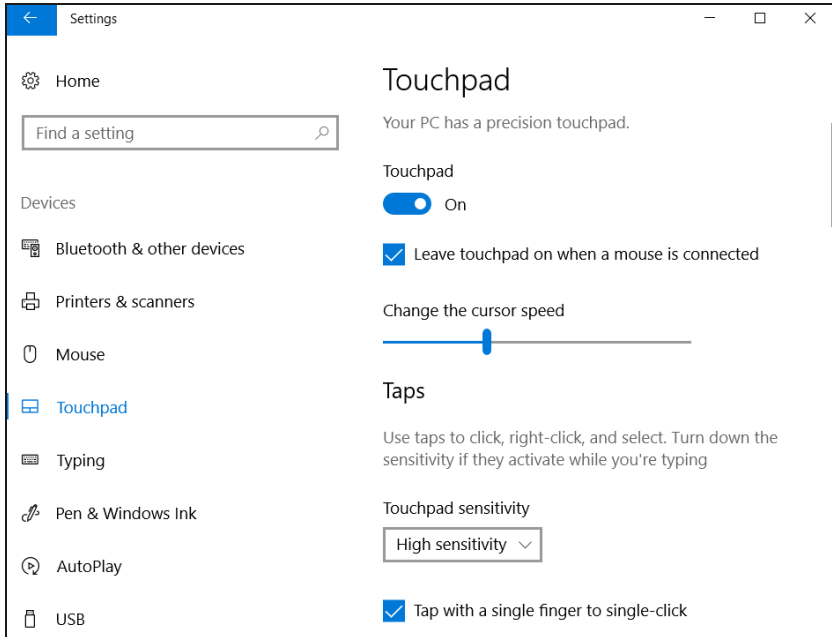 Settings
Home
Find a setting
Devices
Bluetooth & other devices
Printers & scanners
Mouse
Touchpad
Typing
Pen & Windows Ink
AutoPlay
USB
Touchpad
Your PC has a precision touchpad.
Touchpad
On
Leave touchpad on when a mouse is connected
Change the cursor speed
Taps
Use taps to click, right-click, and select. Turn down the
sensitivity if they activate while you're typing
Touchpad sensitivity
High sensitivity
Tap with a single finger to single-click